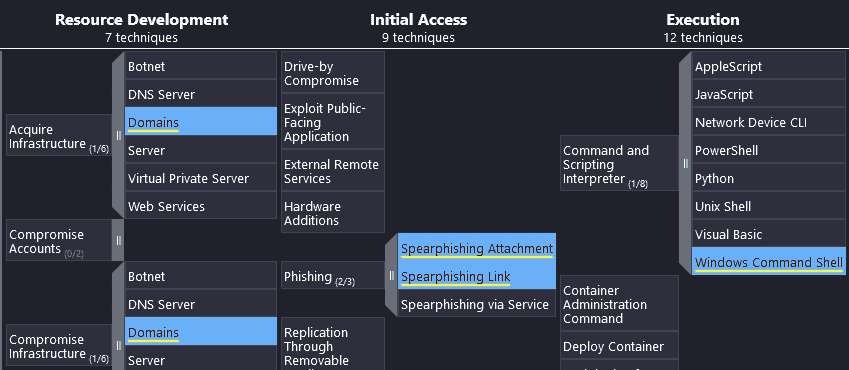 Resource Development
7 techniques
Acquire
Infrastructure (1/6)
Botnet
DNS Server
Domains
Server
Virtual Private Server
Web Services
Compromise
Accounts (0/2)
Compromise
Infrastructure (1/6)
Botnet
DNS Server
Domains
Server
Initial Access
9 techniques
Drive-by
Compromise
Exploit Public-
Facing
Application
External Remote
Services
Hardware
Additions
Phishing (2/3)
Spearphishing Attachment
Spearphishing Link
Spearphishing via Service
Replication
Through
Removable
Execution
12 techniques
Command and
Scripting
Interpreter (1/8)
AppleScript
JavaScript
Network Device CLI
PowerShell
Python
Unix Shell
Visual Basic
Windows Command Shell
Container
Administration
Command
Deploy Container